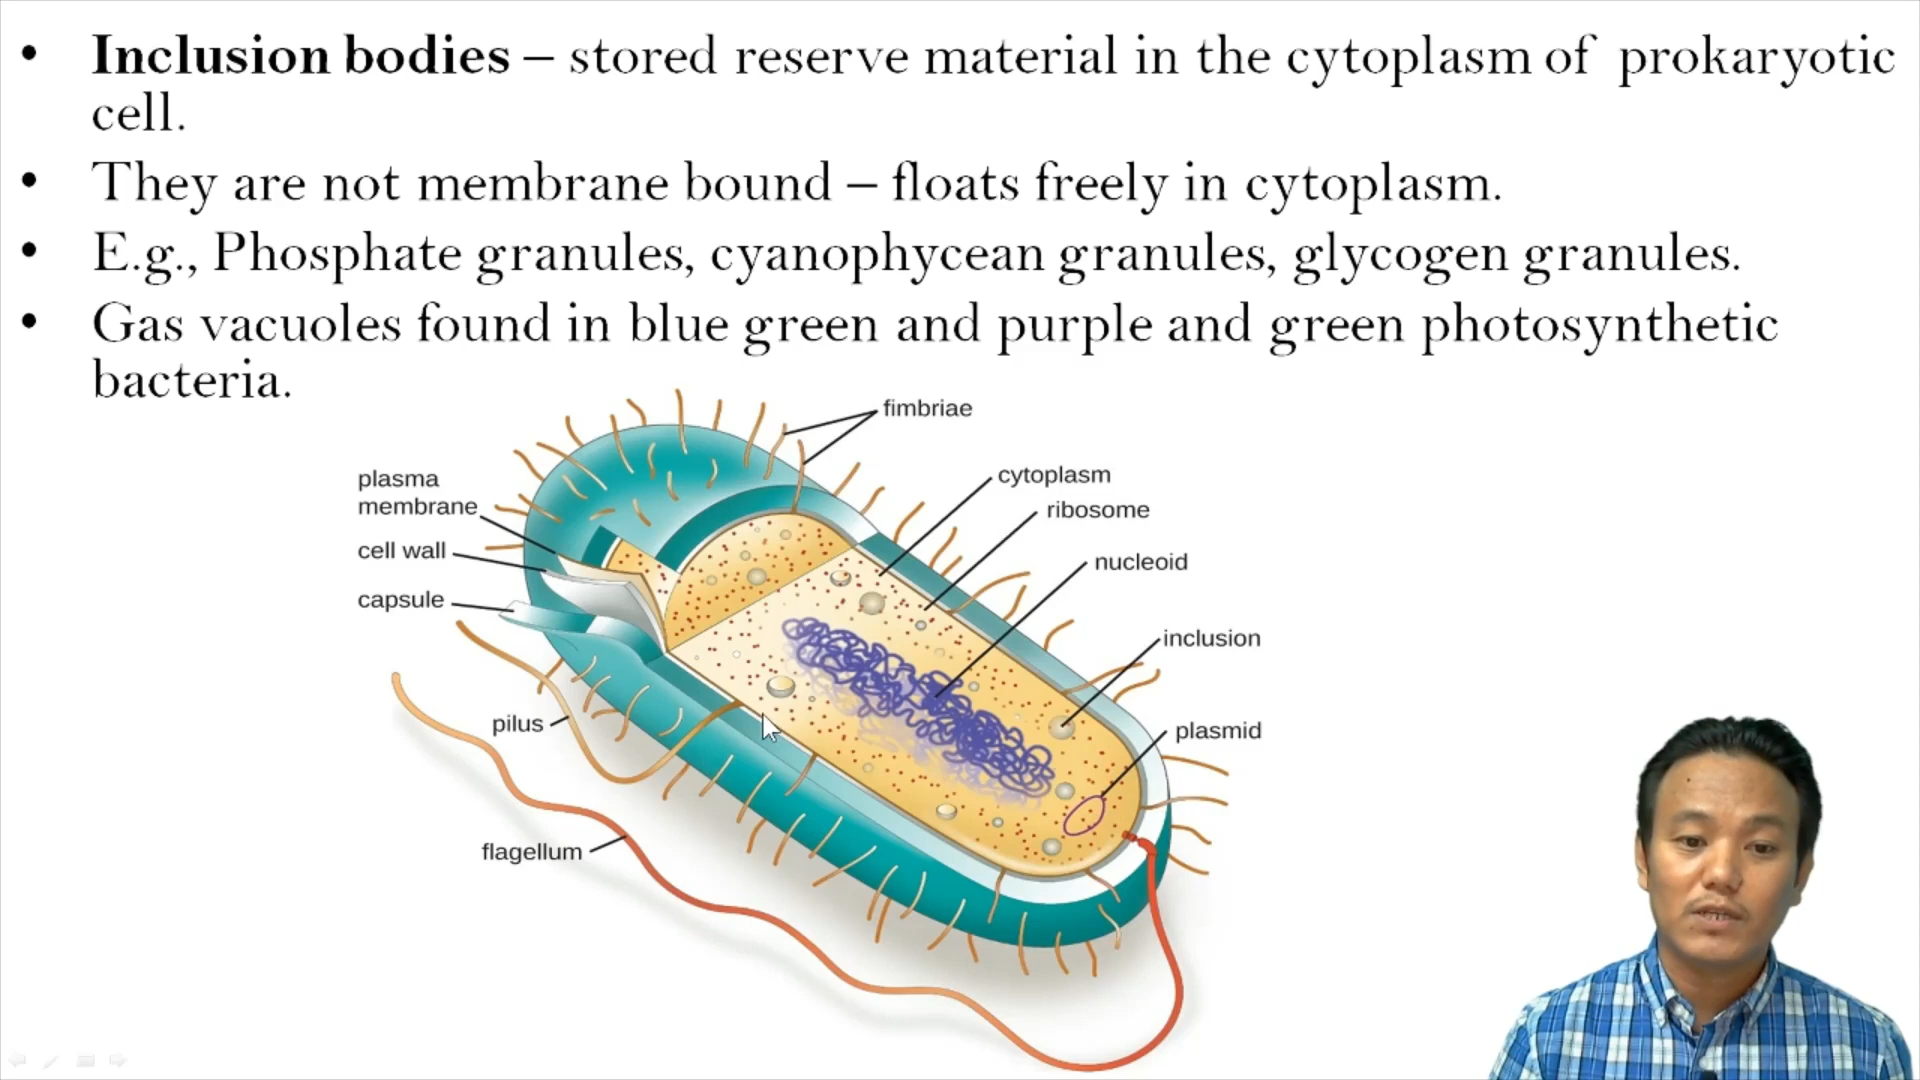 • Inclusion bodies – stored reserve material in the cytoplasm of prokaryotic
cell.
• They are not membrane bound – floats freely in cytoplasm.
• E.g., Phosphate granules, cyanophycean granules, glycogen granules.
• Gas vacuoles found in blue green and purple and green photosynthetic
bacteria.
fimbriae
plasma
membrane
cytoplasm
ribosome
cell wall
nucleoid
capsule
inclusion
pilus
plasmid
flagellum